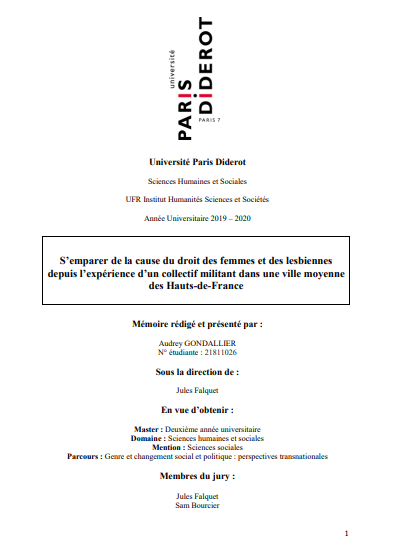 université
PARIS
DIDEROT
PARIS 7
Université Paris Diderot
Sciences Humaines et Sociales
UFR Institut Humanités Sciences et Sociétés
Année Universitaire 2019 – 2020
S’emparer de la cause du droit des femmes et des lesbiennes
depuis l’expérience d’un collectif militant dans une ville moyenne
des Hauts-de-France
Mémoire rédigé et présenté par :
Audrey GONDALLIER
N° étudiante : 21811026
Sous la direction de :
Jules Falquet
En vue d’obtenir :
Master : Deuxième année universitaire
Domaine : Sciences humaines et sociales
Mention : Sciences sociales
Parcours : Genre et changement social et politique : perspectives transnationales
Membres du jury :
Jules Falquet
Sam Bourcier
1